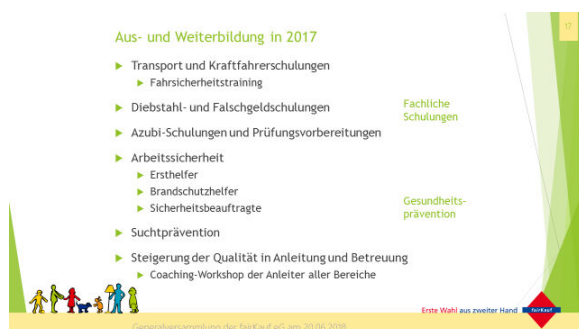 17
Aus- und Weiterbildung in 2017
Transport und Kraftfahrerschulungen
Fahrsicherheitstraining
Diebstahl- und Falschgeldschulungen
Fachliche
Schulungen
Azubi-Schulungen und Prüfungsvorbereitungen
Arbeitssicherheit
Ersthelfer
Brandschutzhelfer
Sicherheitsbeauftragte
Gesundheits-
prävention
Suchtprävention
Steigerung der Qualität in Anleitung und Betreuung
Coaching-Workshop der Anleiter aller Bereiche
Erste Wahl aus zweiter Hand
fairKauf
Generalversammlung der fairKauf eG am 20.06.2018